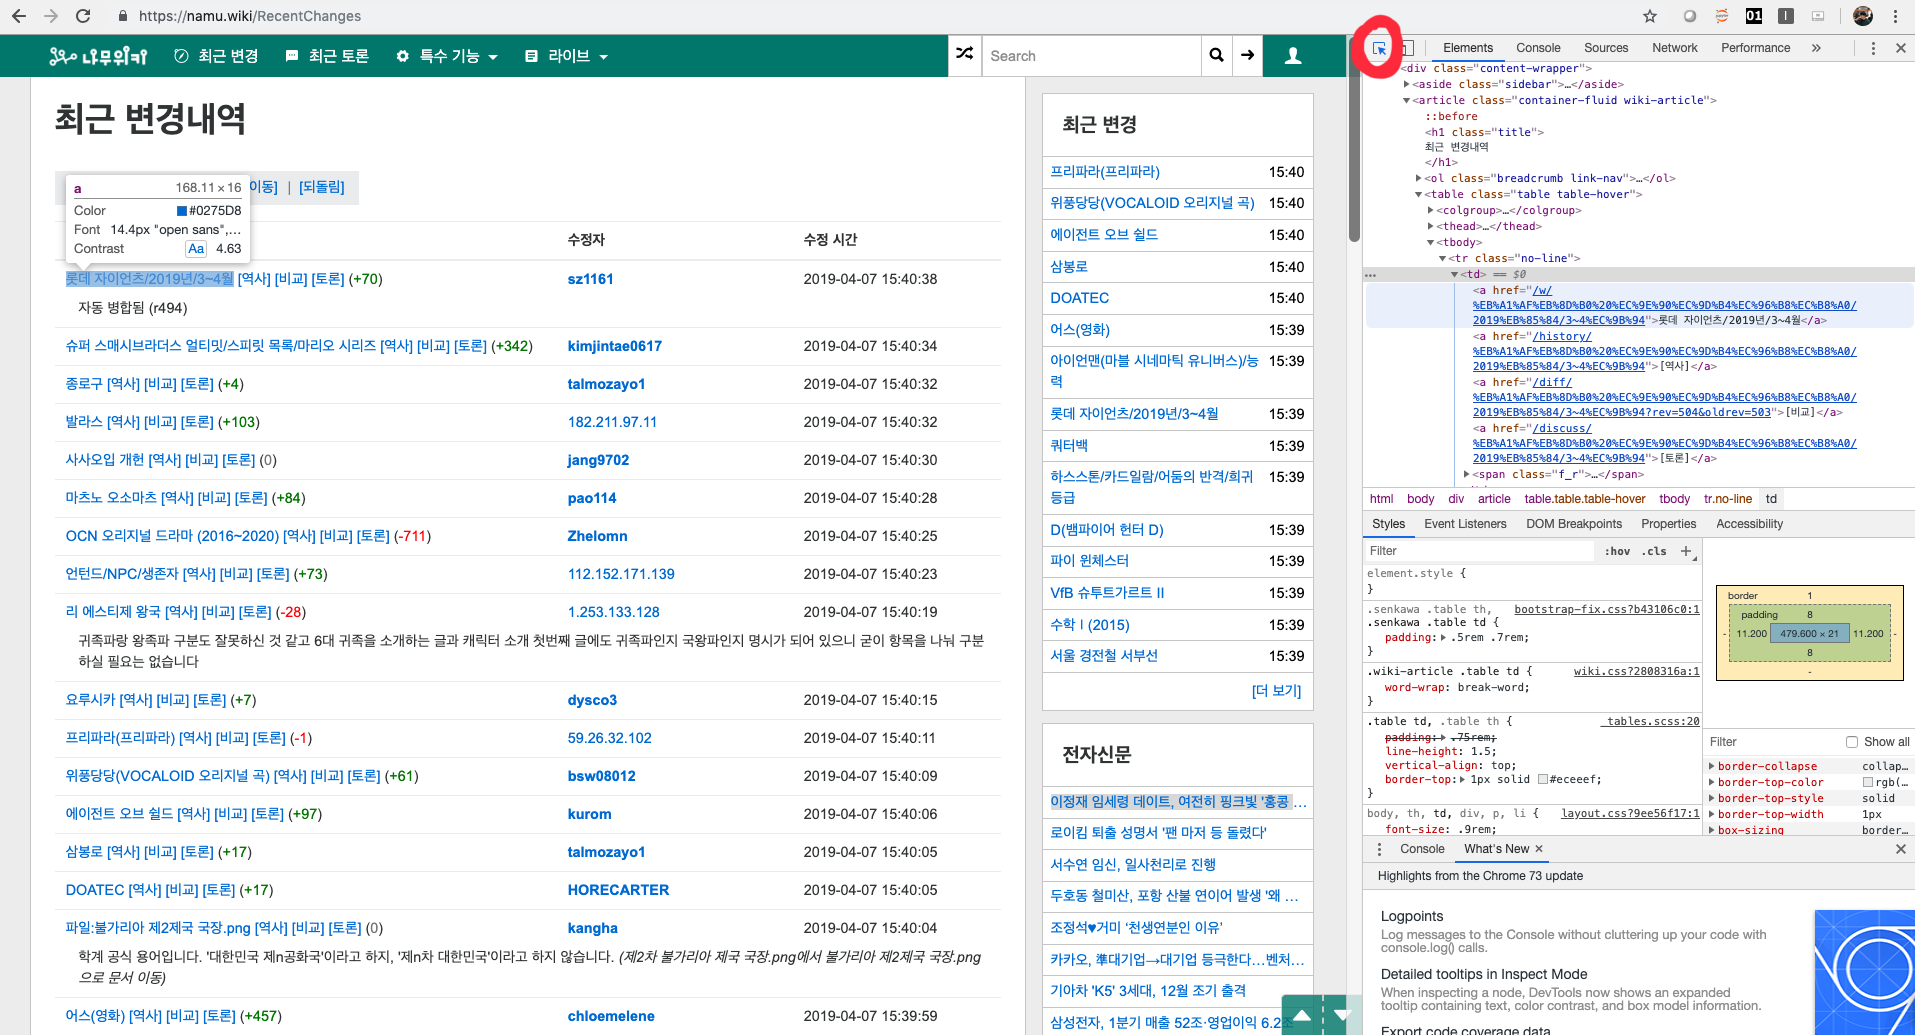 https://namu.wiki/RecentChanges
나무위키
최근 변경
최근 토론
특수 기능
라이브
Search
최근 변경내역
이동] | [되돌림]
a 168.11 × 16
Color #0275D8
Font 14.4px "open sans",...
Contrast Aa 4.63
수정자 수정 시간
롯데 자이언츠/2019년/3~4월 [역사] [비교] [토론] (+70) sz1161 2019-04-07 15:40:38
자동 병합됨 (r494)
슈퍼 스매시브라더스 얼티밋/스피릿 목록/마리오 시리즈 [역사] [비교] [토론] (+342) kimjintae0617 2019-04-07 15:40:34
종로구 [역사] [비교] [토론] (+4) talmozayo1 2019-04-07 15:40:32
발라스 [역사] [비교] [토론] (+103) 182.211.97.11 2019-04-07 15:40:32
사사오입 개헌 [역사] [비교] [토론] (0) jang9702 2019-04-07 15:40:30
마츠노 오소마츠 [역사] [비교] [토론] (+84) pao114 2019-04-07 15:40:28
OCN 오리지널 드라마 (2016~2020) [역사] [비교] [토론] (-711) Zhelomn 2019-04-07 15:40:25
언턴드/NPC/생존자 [역사] [비교] [토론] (+73) 112.152.171.139 2019-04-07 15:40:23
리 에스티제 왕국 [역사] [비교] [토론] (-28) 1.253.133.128 2019-04-07 15:40:19
귀족파랑 왕족파 구분도 잘못하신 것 같고 6대 귀족을 소개하는 글과 캐릭터 소개 첫번째 글에도 귀족파인지 국왕파인지 명시가 되어 있으니 굳이 항목을 나눠 구분
하실 필요는 없습니다
요루시카 [역사] [비교] [토론] (+7) dysco3 2019-04-07 15:40:15
프리파라(프리파라) [역사] [비교] [토론] (-1) 59.26.32.102 2019-04-07 15:40:11
위풍당당(VOCALOID 오리지널 곡) [역사] [비교] [토론] (+61) bsw08012 2019-04-07 15:40:09
에이전트 오브 쉴드 [역사] [비교] [토론] (+97) kurom 2019-04-07 15:40:06
삼봉로 [역사] [비교] [토론] (+17) talmozayo1 2019-04-07 15:40:05
DOATEC [역사] [비교] [토론] (+17) HORECARTER 2019-04-07 15:40:05
파일:불가리아 제2제국 국장.png [역사] [비교] [토론] (0) kangha 2019-04-07 15:40:04
학계 공식 용어입니다. '대한민국 제n공화국'이라고 하지, '제n차 대한민국'이라고 하지 않습니다. (제2차 불가리아 제국 국장.png에서 불가리아 제2제국 국장.png
으로 문서 이동)
어스(영화) [역사] [비교] [토론] (+457) chloemelene 2019-04-07 15:39:59
최근 변경
프리파라(프리파라) 15:40
위풍당당(VOCALOID 오리지널 곡) 15:40
에이전트 오브 쉴드 15:40
삼봉로 15:40
DOATEC 15:40
어스(영화) 15:39
아이언맨(마블 시네마틱 유니버스)/능 15:39
력
롯데 자이언츠/2019년/3~4월 15:39
쿼터백 15:39
하스스톤/카드일람/어둠의 반격/희귀 15:39
등급
D(뱀파이어 헌터 D) 15:39
파이 윈체스터 15:39
VfB 슈투트가르트 II 15:39
수학 I (2015) 15:39
서울 경전철 서부선 15:39
[더 보기]
전자신문
이정재 임세령 데이트, 여전히 핑크빛 '홍콩 ...
로이킴 퇴출 성명서 '팬 마저 등 돌렸다'
서수연 임신, 일사천리로 진행
두호동 철미산, 포항 산불 연이어 발생 '왜 ...
조정석♥거미 '천생연분인 이유'
카카오, 準대기업→대기업 등극한다…벤처...
기아차 'K5' 3세대, 12월 조기 출격
삼성전자, 1분기 매출 52조·영업이익 6.2조
Elements Console Sources Network Performance »
<div class="content-wrapper">
<aside class="sidebar">…</aside>
<article class="container-fluid wiki-article">
::before
<h1 class="title">
최근 변경내역
</h1>
<ol class="breadcrumb link-nav">…</ol>
<table class="table table-hover">
<colgroup>…</colgroup>
<thead>…</thead>
<tbody>
<tr class="no-line">
<td> == $0
<a href="/w/
%EB%A1%AF%EB%8D%B0%20%EC%9E%90%EC%9D%B4%EC%96%B8%EC%B8%A0/
2019%EB%85%84/3~4%EC%9B%94">롯데 자이언츠/2019년/3~4월</a>
<a href="/history/
%EB%A1%AF%EB%8D%B0%20%EC%9E%90%EC%9D%B4%EC%96%B8%EC%B8%A0/
2019%EB%85%84/3~4%EC%9B%94">[역사]</a>
<a href="/diff/
%EB%A1%AF%EB%8D%B0%20%EC%9E%90%EC%9D%B4%EC%96%B8%EC%B8%A0/
2019%EB%85%84/3~4%EC%9B%94?rev=504&oldrev=503">[비교]</a>
<a href="/discuss/
%EB%A1%AF%EB%8D%B0%20%EC%9E%90%EC%9D%B4%EC%96%B8%EC%B8%A0/
2019%EB%85%84/3~4%EC%9B%94">[토론]</a>
<span class="f_r">…</span>
html body div article table.table.table-hover tbody tr.no-line td
Styles Event Listeners DOM Breakpoints Properties Accessibility
Filter :hov .cls +
element.style {
}
.senkawa .table th, bootstrap-fix.css?b43106c0:1
.senkawa .table td {
padding: .5rem .7rem;
}
.wiki-article .table td { wiki.css?2808316a:1
word-wrap: break-word;
}
.table td, .table th { _tables.scss:20
padding: .75rem;
line-height: 1.5;
vertical-align: top;
border-top: 1px solid #eceeef;
}
body, th, td, div, p, li { layout.css?9ee56f17:1
font-size: .9rem;
border 1
padding 8
- 11.200 479.600 × 21 11.200 -
8
-
Filter Show all
border-collapse collap…
border-top-color rgb(…
border-top-style solid
border-top-width 1px
box-sizing border…
Console What's New ×
Highlights from the Chrome 73 update
Logpoints
Log messages to the Console without cluttering up your code with
console.log() calls.
Detailed tooltips in Inspect Mode
When inspecting a node, DevTools now shows an expanded
tooltip containing text, color contrast, and box model information.
Export code coverage data